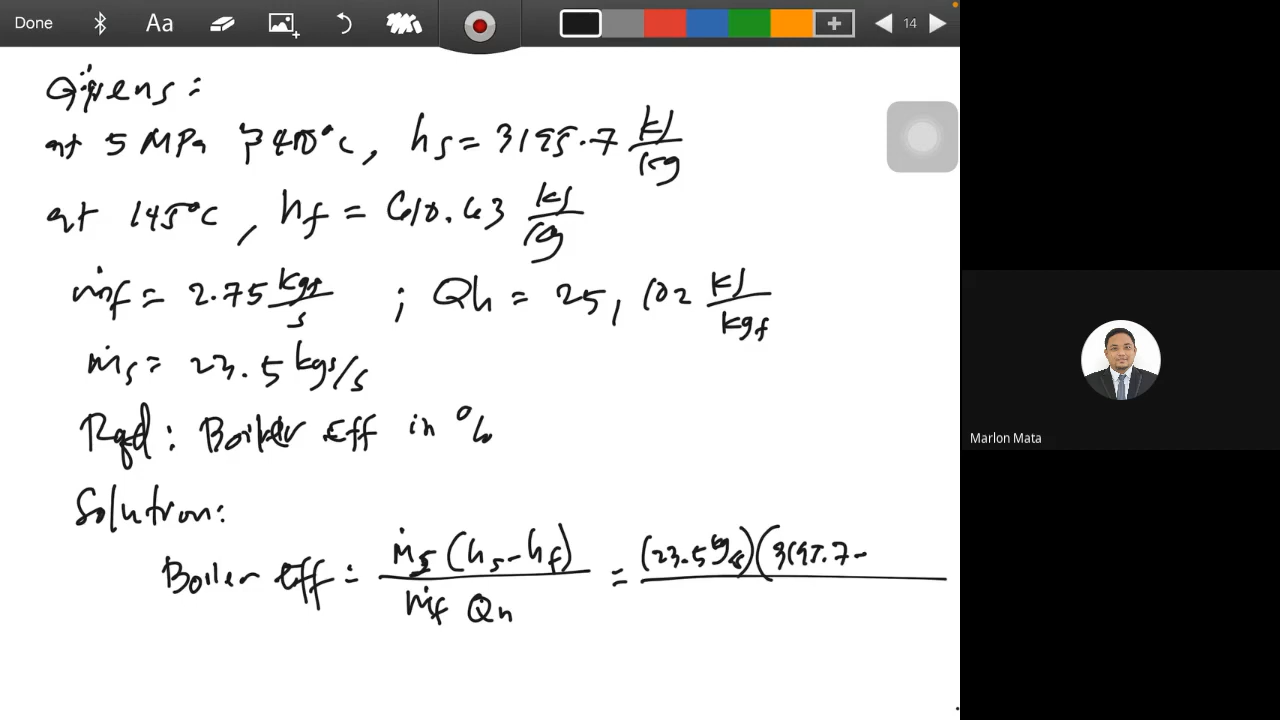 Done Aa 14
Givens:
at 5 MPa & 400°C, hs = 3195.7 kJ/kg
at 145°C, hf = 610.63 kJ/kg
ṁf = 2.75 kgf/s ; Qh = 25,102 kJ/kgf
ṁs = 23.5 kgs/s
Rqd: Boiler Eff in %
Solution:
Boiler eff = ṁs (hs - hf) / ṁf Qh = (23.5 kgs/s)(3195.7 -
Marlon Mata